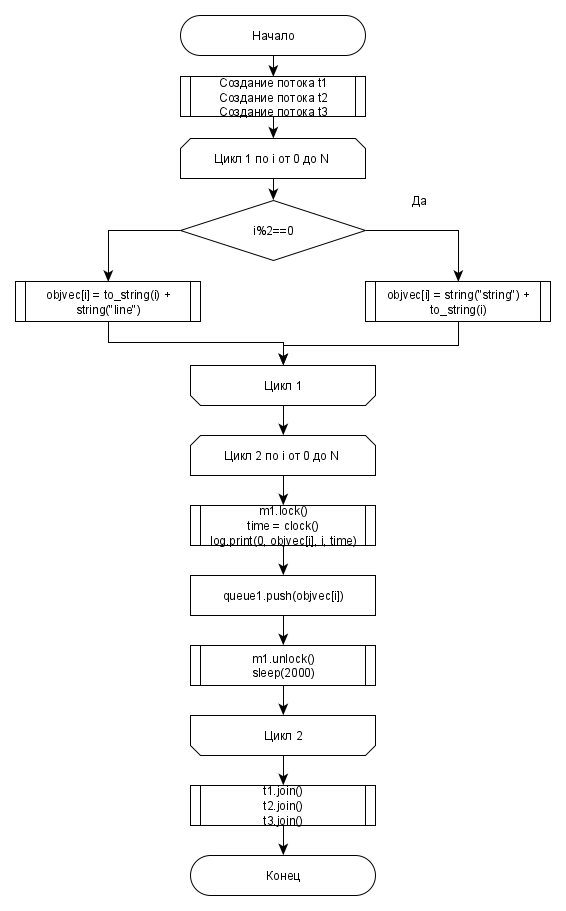 Начало
Создание потока t1
Создание потока t2
Создание потока t3
Цикл 1 по i от 0 до N
Да
i%2==0
objvec[i] = to_string(i) +
string("line")
objvec[i] = string("string") +
to_string(i)
Цикл 1
Цикл 2 по i от 0 до N
m1.lock()
time = clock()
log.print(0, objvec[i], i, time)
queue1.push(objvec[i])
m1.unlock()
sleep(2000)
Цикл 2
t1.join()
t2.join()
t3.join()
Конец